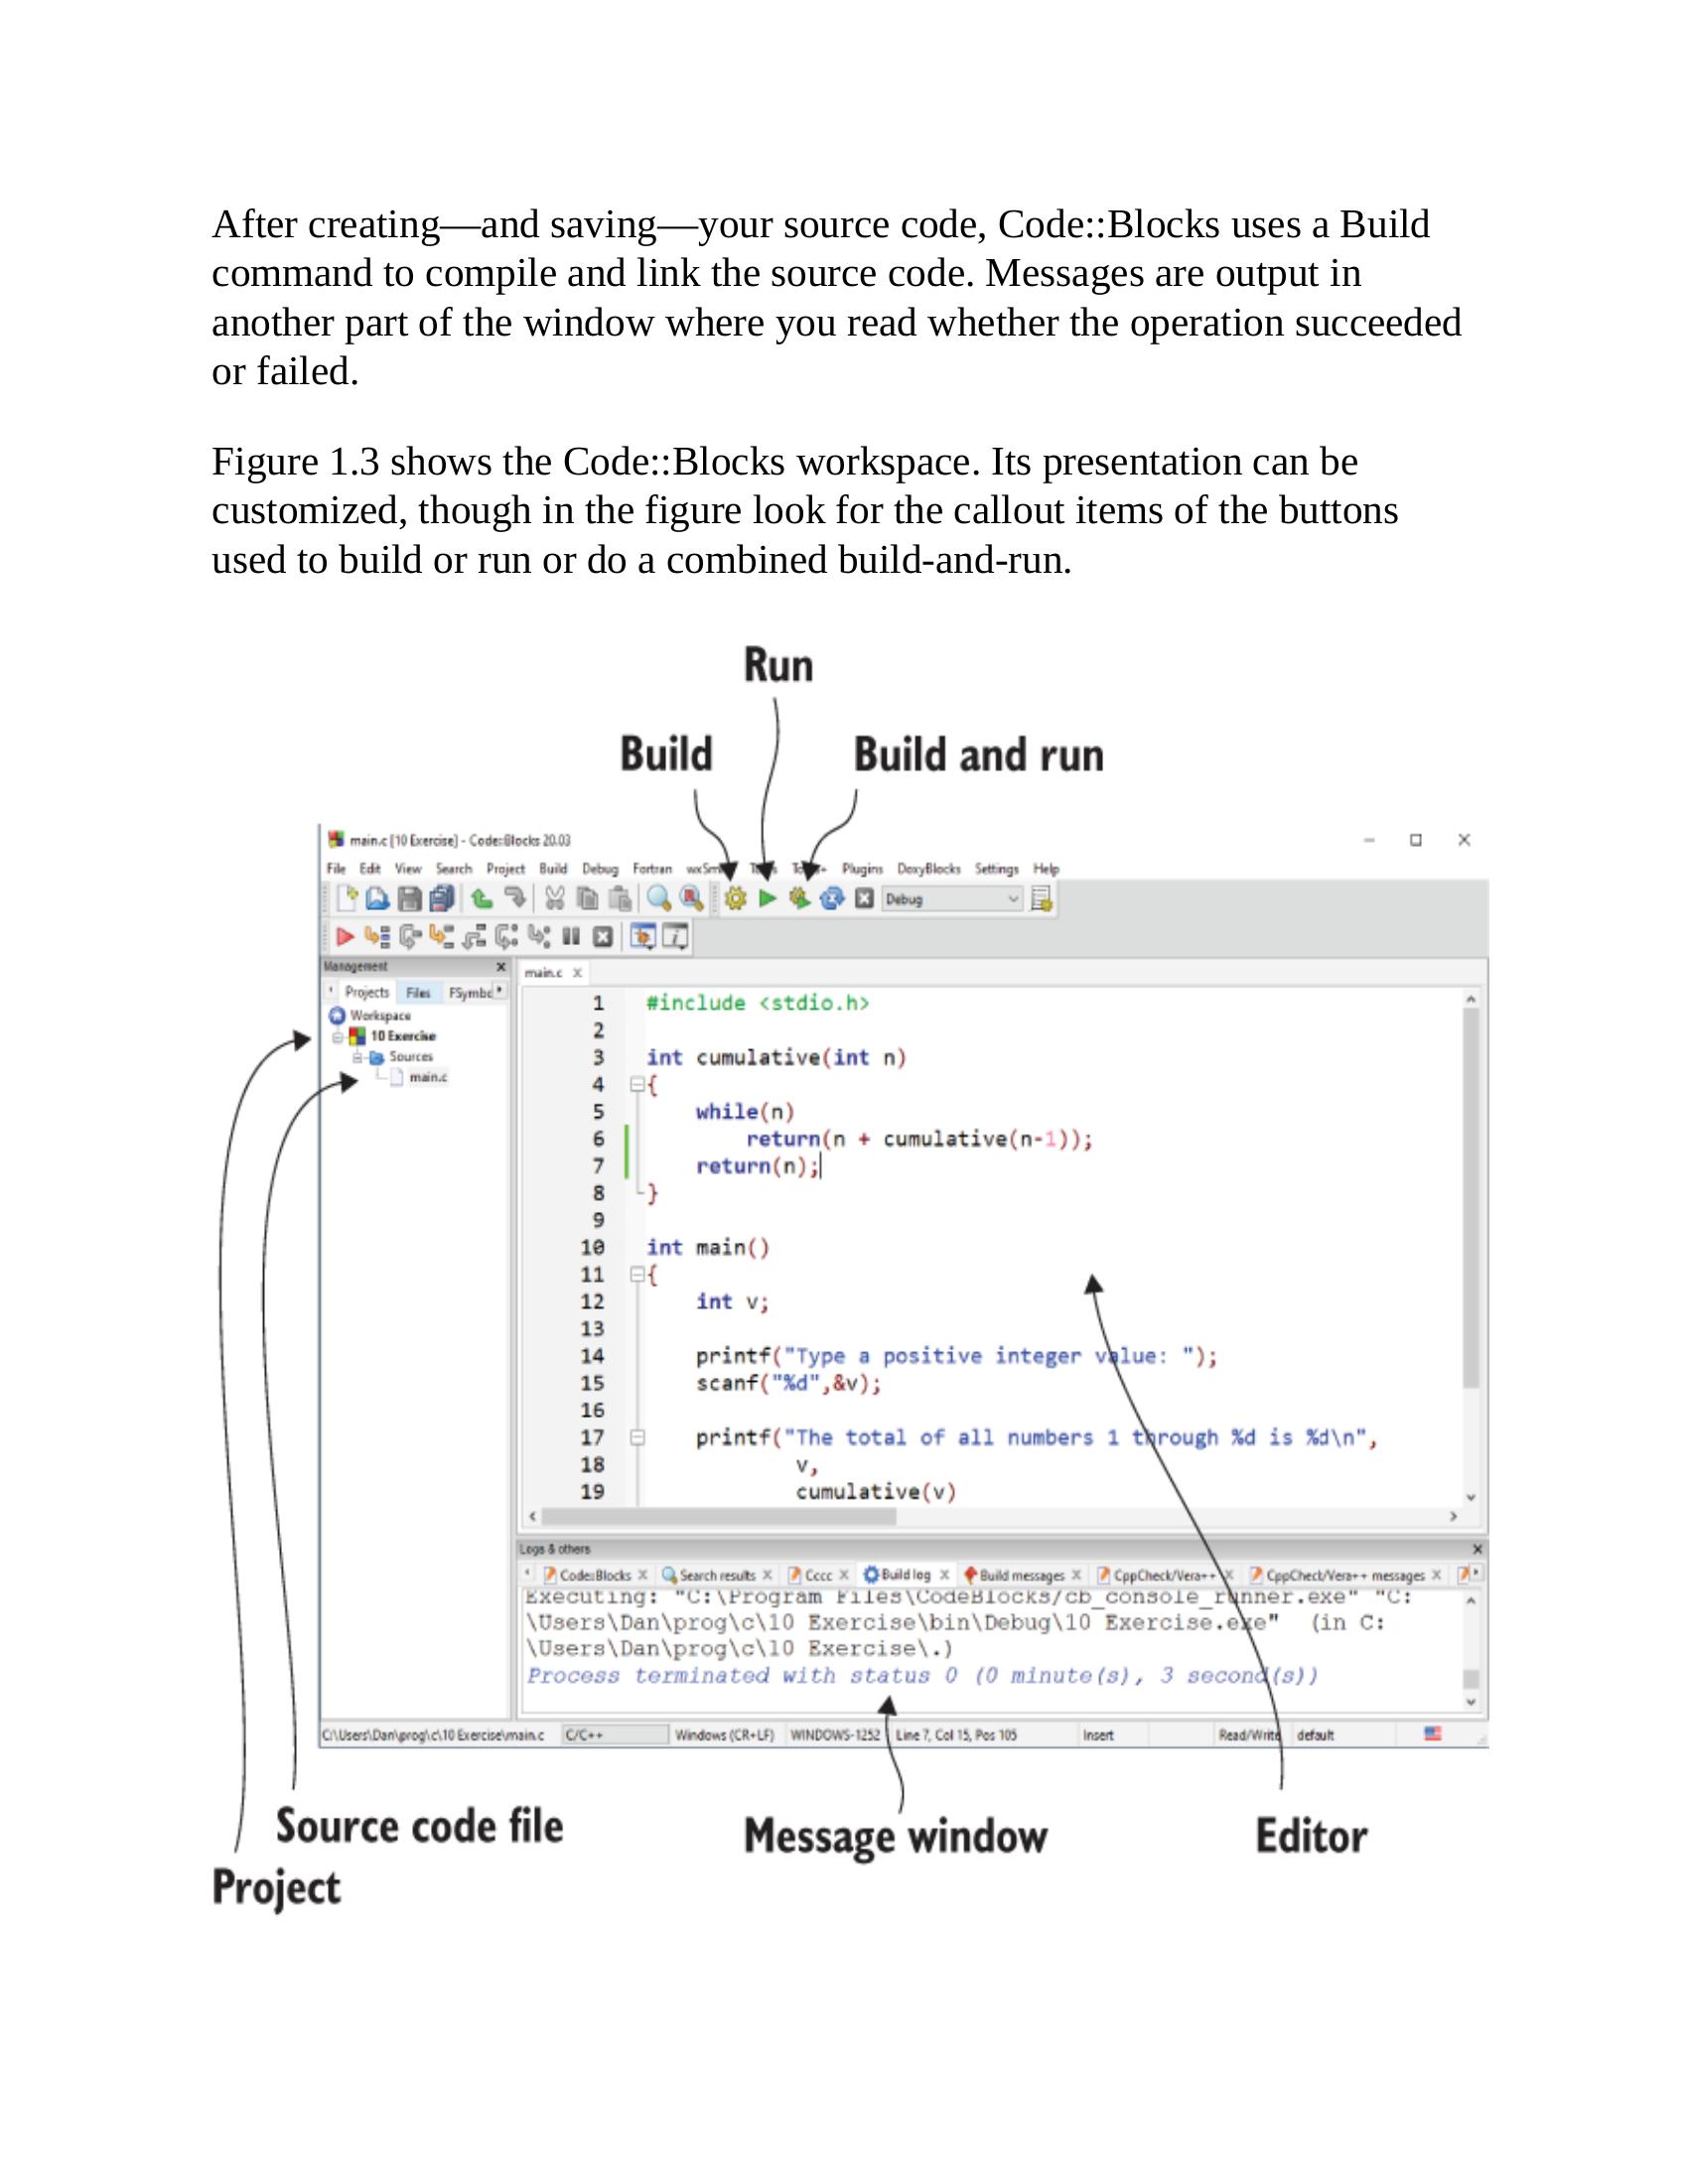 After creating—and saving—your source code, Code::Blocks uses a Build
command to compile and link the source code. Messages are output in
another part of the window where you read whether the operation succeeded
or failed.
Figure 1.3 shows the Code::Blocks workspace. Its presentation can be
customized, though in the figure look for the callout items of the buttons
used to build or run or do a combined build-and-run.
Run
Build
Build and run
main.c [10 Exercise] - Code::Blocks 20.03
File Edit View Search Project Build Debug Fortran Plugins DoxyBlocks Settings Help
Debug
Management
Projects Files
Workspace
10 Exercise
Sources
main.c
main.c
1 #include <stdio.h>
2
3 int cumulative(int n)
4 {
5 while(n)
6 return(n + cumulative(n-1));
7 return(n);
8 }
9
10 int main()
11 {
12 int v;
13
14 printf("Type a positive integer value: ");
15 scanf("%d",&v);
16
17 printf("The total of all numbers 1 through %d is %d\n",
18 v,
19 cumulative(v)
Logs & others
Code::Blocks Search results Cccc Build log Build messages CppCheck/Vera++ CppCheck/Vera++ messages
Executing: "C:\Program Files\CodeBlocks/cb_console_runner.exe" "C:
\Users\Dan\prog\c\10 Exercise\bin\Debug\10 Exercise.exe" (in C:
\Users\Dan\prog\c\10 Exercise\.)
Process terminated with status 0 (0 minute(s), 3 second(s))
C:\Users\Dan\prog\c\10 Exercise\main.c C/C++ Windows (CR+LF) WINDOWS-1252 Line 7, Col 15, Pos 105 Insert Read/Write default
Source code file
Message window
Editor
Project